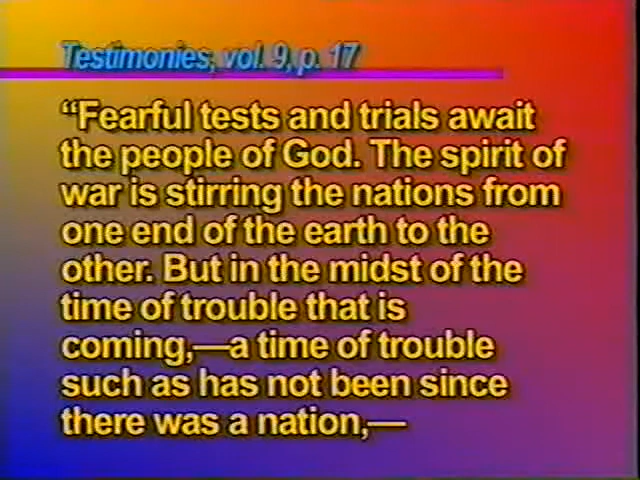 Testimonies, vol. 9, p. 17
“Fearful tests and trials await
the people of God. The spirit of
war is stirring the nations from
one end of the earth to the
other. But in the midst of the
time of trouble that is
coming,—a time of trouble
such as has not been since
there was a nation,—